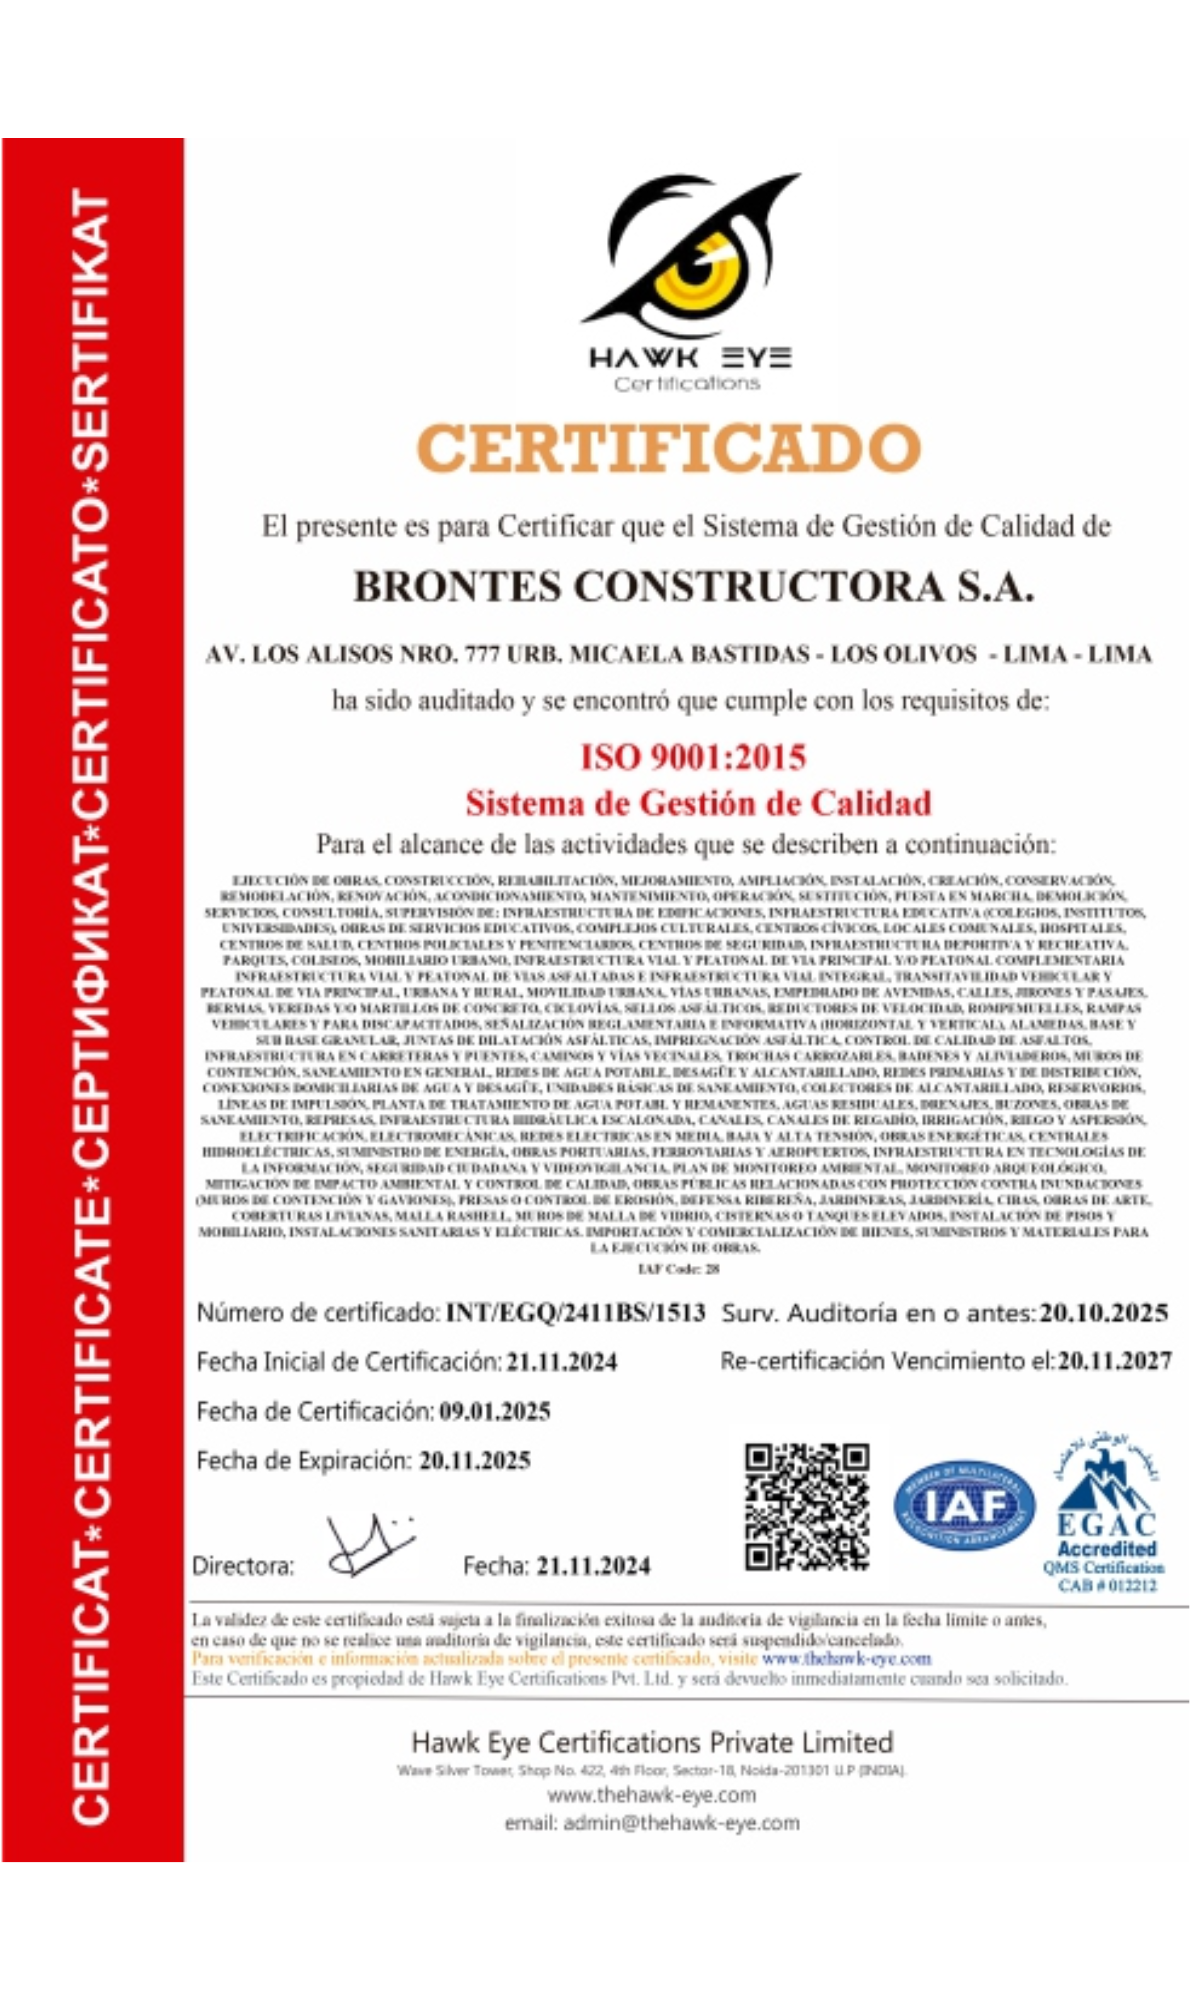 CERTIFICAT*CERTIFICATE*СЕРТИФИКАТ*CERTIFICATO*SERTIFIKAT
HAWK EYE
Certifications
CERTIFICADO
El presente es para Certificar que el Sistema de Gestión de Calidad de
BRONTES CONSTRUCTORA S.A.
AV. LOS ALISOS NRO. 777 URB. MICAELA BASTIDAS - LOS OLIVOS - LIMA - LIMA
ha sido auditado y se encontró que cumple con los requisitos de:
ISO 9001:2015
Sistema de Gestión de Calidad
Para el alcance de las actividades que se describen a continuación:
EJECUCIÓN DE OBRAS, CONSTRUCCIÓN, REHABILITACIÓN, MEJORAMIENTO, AMPLIACIÓN, INSTALACIÓN, CREACIÓN, CONSERVACIÓN,
REMODELACIÓN, RENOVACIÓN, ACONDICIONAMIENTO, MANTENIMIENTO, OPERACIÓN, SUSTITUCIÓN, PUESTA EN MARCHA, DEMOLICIÓN,
SERVICIOS, CONSULTORÍA, SUPERVISIÓN DE: INFRAESTRUCTURA DE EDIFICACIONES, INFRAESTRUCTURA EDUCATIVA (COLEGIOS, INSTITUTOS,
UNIVERSIDADES), OBRAS DE SERVICIOS EDUCATIVOS, COMPLEJOS CULTURALES, CENTROS CÍVICOS, LOCALES COMUNALES, HOSPITALES,
CENTROS DE SALUD, CENTROS POLICIALES Y PENITENCIARIOS, CENTROS DE SEGURIDAD, INFRAESTRUCTURA DEPORTIVA Y RECREATIVA,
PARQUES, COLISEOS, MOBILIARIO URBANO, INFRAESTRUCTURA VIAL Y PEATONAL DE VIA PRINCIPAL Y/O PEATONAL COMPLEMENTARIA
INFRAESTRUCTURA VIAL Y PEATONAL DE VIAS ASFALTADAS E INFRAESTRUCTURA VIAL INTEGRAL, TRANSITAVILIDAD VEHICULAR Y
PEATONAL DE VIA PRINCIPAL, URBANA Y RURAL, MOVILIDAD URBANA, VÍAS URBANAS, EMPEDRADO DE AVENIDAS, CALLES, JIRONES Y PASAJES,
BERMAS, VEREDAS Y/O MARTILLOS DE CONCRETO, CICLOVÍAS, SELLOS ASFÁLTICOS, REDUCTORES DE VELOCIDAD, ROMPEMUELLES, RAMPAS
VEHICULARES Y PARA DISCAPACITADOS, SEÑALIZACIÓN REGLAMENTARIA E INFORMATIVA (HORIZONTAL Y VERTICAL), ALAMEDAS, BASE Y
SUB BASE GRANULAR, JUNTAS DE DILATACIÓN ASFÁLTICAS, IMPREGNACIÓN ASFÁLTICA, CONTROL DE CALIDAD DE ASFALTOS,
INFRAESTRUCTURA EN CARRETERAS Y PUENTES, CAMINOS Y VÍAS VECINALES, TROCHAS CARROZABLES, BADENES Y ALIVIADEROS, MUROS DE
CONTENCIÓN, SANEAMIENTO EN GENERAL, REDES DE AGUA POTABLE, DESAGÜE Y ALCANTARILLADO, REDES PRIMARIAS Y DE DISTRIBUCIÓN,
CONEXIONES DOMICILIARIAS DE AGUA Y DESAGÜE, UNIDADES BÁSICAS DE SANEAMIENTO, COLECTORES DE ALCANTARILLADO, RESERVORIOS,
LÍNEAS DE IMPULSIÓN, PLANTA DE TRATAMIENTO DE AGUA POTABL Y REMANENTES, AGUAS RESIDUALES, DRENAJES, BUZONES, OBRAS DE
SANEAMIENTO, REPRESAS, INFRAESTRUCTURA HIDRÁULICA ESCALONADA, CANALES, CANALES DE REGADÍO, IRRIGACIÓN, RIEGO Y ASPERSIÓN,
ELECTRIFICACIÓN, ELECTROMECÁNICAS, REDES ELECTRICAS EN MEDIA, BAJA Y ALTA TENSIÓN, OBRAS ENERGÉTICAS, CENTRALES
HIDROELÉCTRICAS, SUMINISTRO DE ENERGÍA, OBRAS PORTUARIAS, FERROVIARIAS Y AEROPUERTOS, INFRAESTRUCTURA EN TECNOLOGÍAS DE
LA INFORMACIÓN, SEGURIDAD CIUDADANA Y VIDEOVIGILANCIA, PLAN DE MONITOREO AMBIENTAL, MONITOREO ARQUEOLÓGICO,
MITIGACIÓN DE IMPACTO AMBIENTAL Y CONTROL DE CALIDAD, OBRAS PÚBLICAS RELACIONADAS CON PROTECCIÓN CONTRA INUNDACIONES
(MUROS DE CONTENCIÓN Y GAVIONES), PRESAS O CONTROL DE EROSIÓN, DEFENSA RIBEREÑA, JARDINERAS, JARDINERÍA, CIRAS, OBRAS DE ARTE,
COBERTURAS LIVIANAS, MALLA RASHELL, MUROS DE MALLA DE VIDRIO, CISTERNAS O TANQUES ELEVADOS, INSTALACIÓN DE PISOS Y
MOBILIARIO, INSTALACIONES SANITARIAS Y ELÉCTRICAS. IMPORTACIÓN Y COMERCIALIZACIÓN DE BIENES, SUMINISTROS Y MATERIALES PARA
LA EJECUCIÓN DE OBRAS.
IAF Code: 28
Número de certificado: INT/EGQ/2411BS/1513 Surv. Auditoría en o antes: 20.10.2025
Fecha Inicial de Certificación: 21.11.2024 Re-certificación Vencimiento el: 20.11.2027
Fecha de Certificación: 09.01.2025
Fecha de Expiración: 20.11.2025
MEMBER OF MULTILATERAL
IAF
RECOGNITION ARRANGEMENT
EGAC
Accredited
QMS Certification
CAB # 012212
Directora: Fecha: 21.11.2024
La validez de este certificado está sujeta a la finalización exitosa de la auditoría de vigilancia en la fecha límite o antes,
en caso de que no se realice una auditoría de vigilancia, este certificado será suspendido/cancelado.
Para verificación e información actualizada sobre el presente certificado, visite www.thehawk-eye.com
Este Certificado es propiedad de Hawk Eye Certifications Pvt. Ltd. y será devuelto inmediatamente cuando sea solicitado.
Hawk Eye Certifications Private Limited
Wave Silver Tower, Shop No. 422, 4th Floor, Sector-18, Noida-201301 U.P (INDIA).
www.thehawk-eye.com
email: admin@thehawk-eye.com